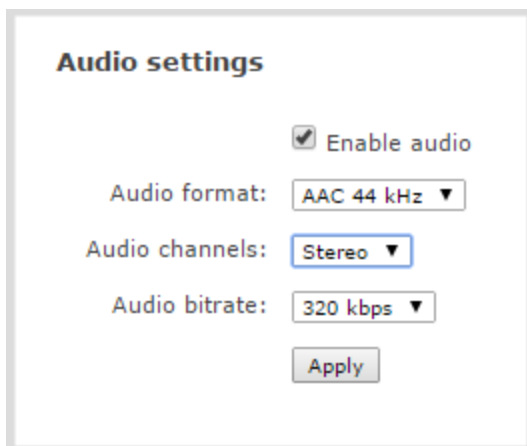 Audio settings
Enable audio
Audio format: AAC 44 kHz
Audio channels: Stereo
Audio bitrate: 320 kbps
Apply